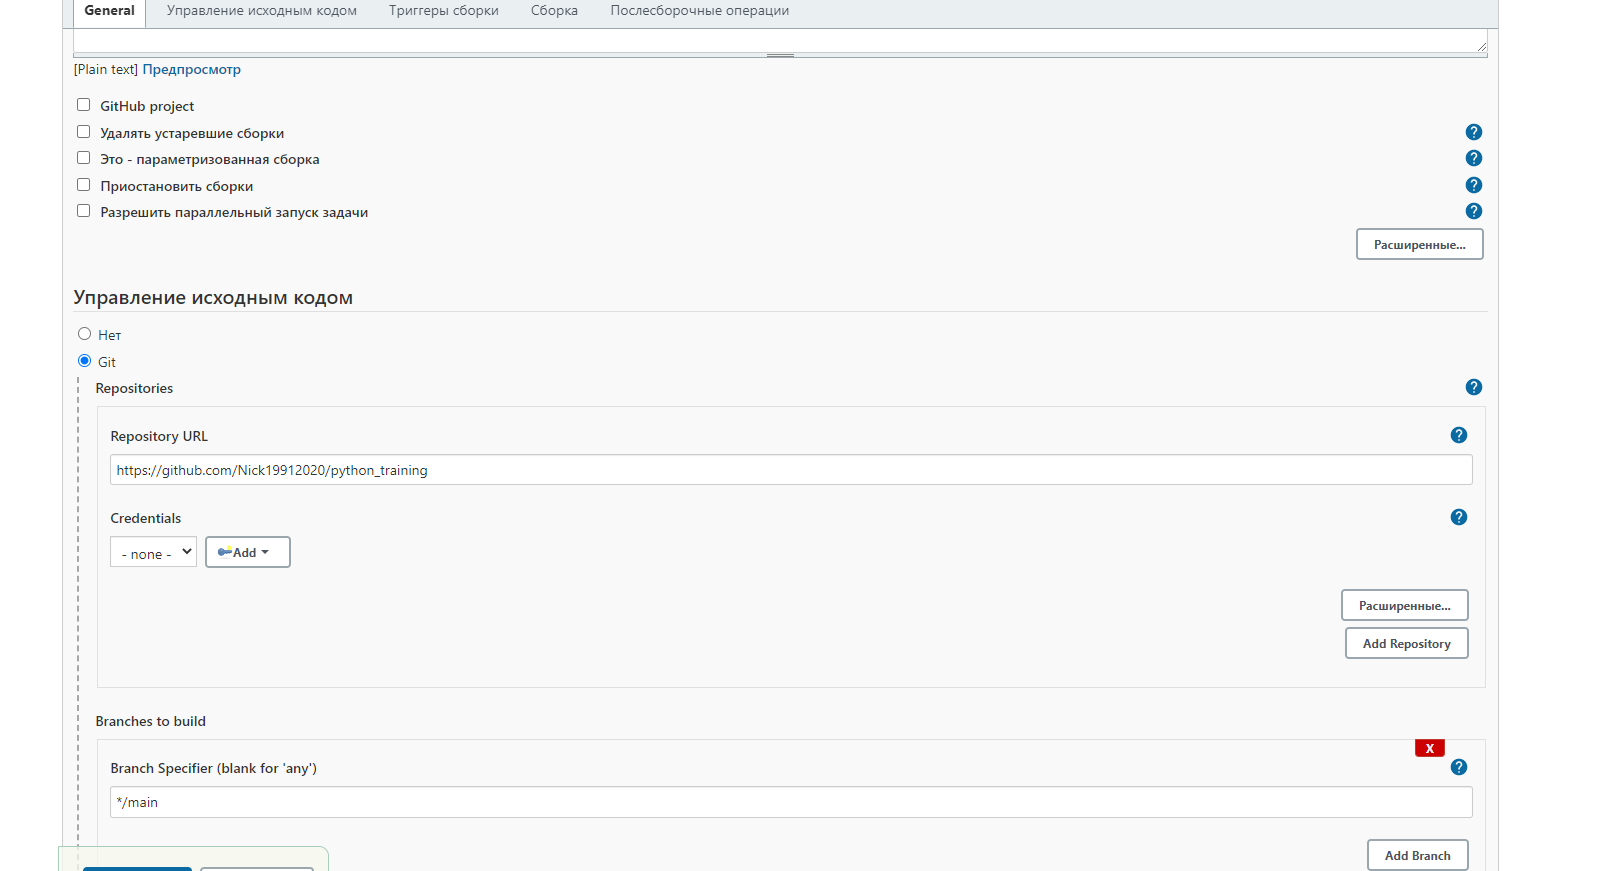 General Управление исходным кодом Триггеры сборки Сборка Послесборочные операции
[Plain text] Предпросмотр
GitHub project
Удалять устаревшие сборки
Это - параметризованная сборка
Приостановить сборки
Разрешить параллельный запуск задачи
Расширенные...
Управление исходным кодом
Нет
Git
Repositories
Repository URL
https://github.com/Nick19912020/python_training
Credentials
- none - Add
Расширенные...
Add Repository
Branches to build
X
Branch Specifier (blank for 'any')
*/main
Add Branch